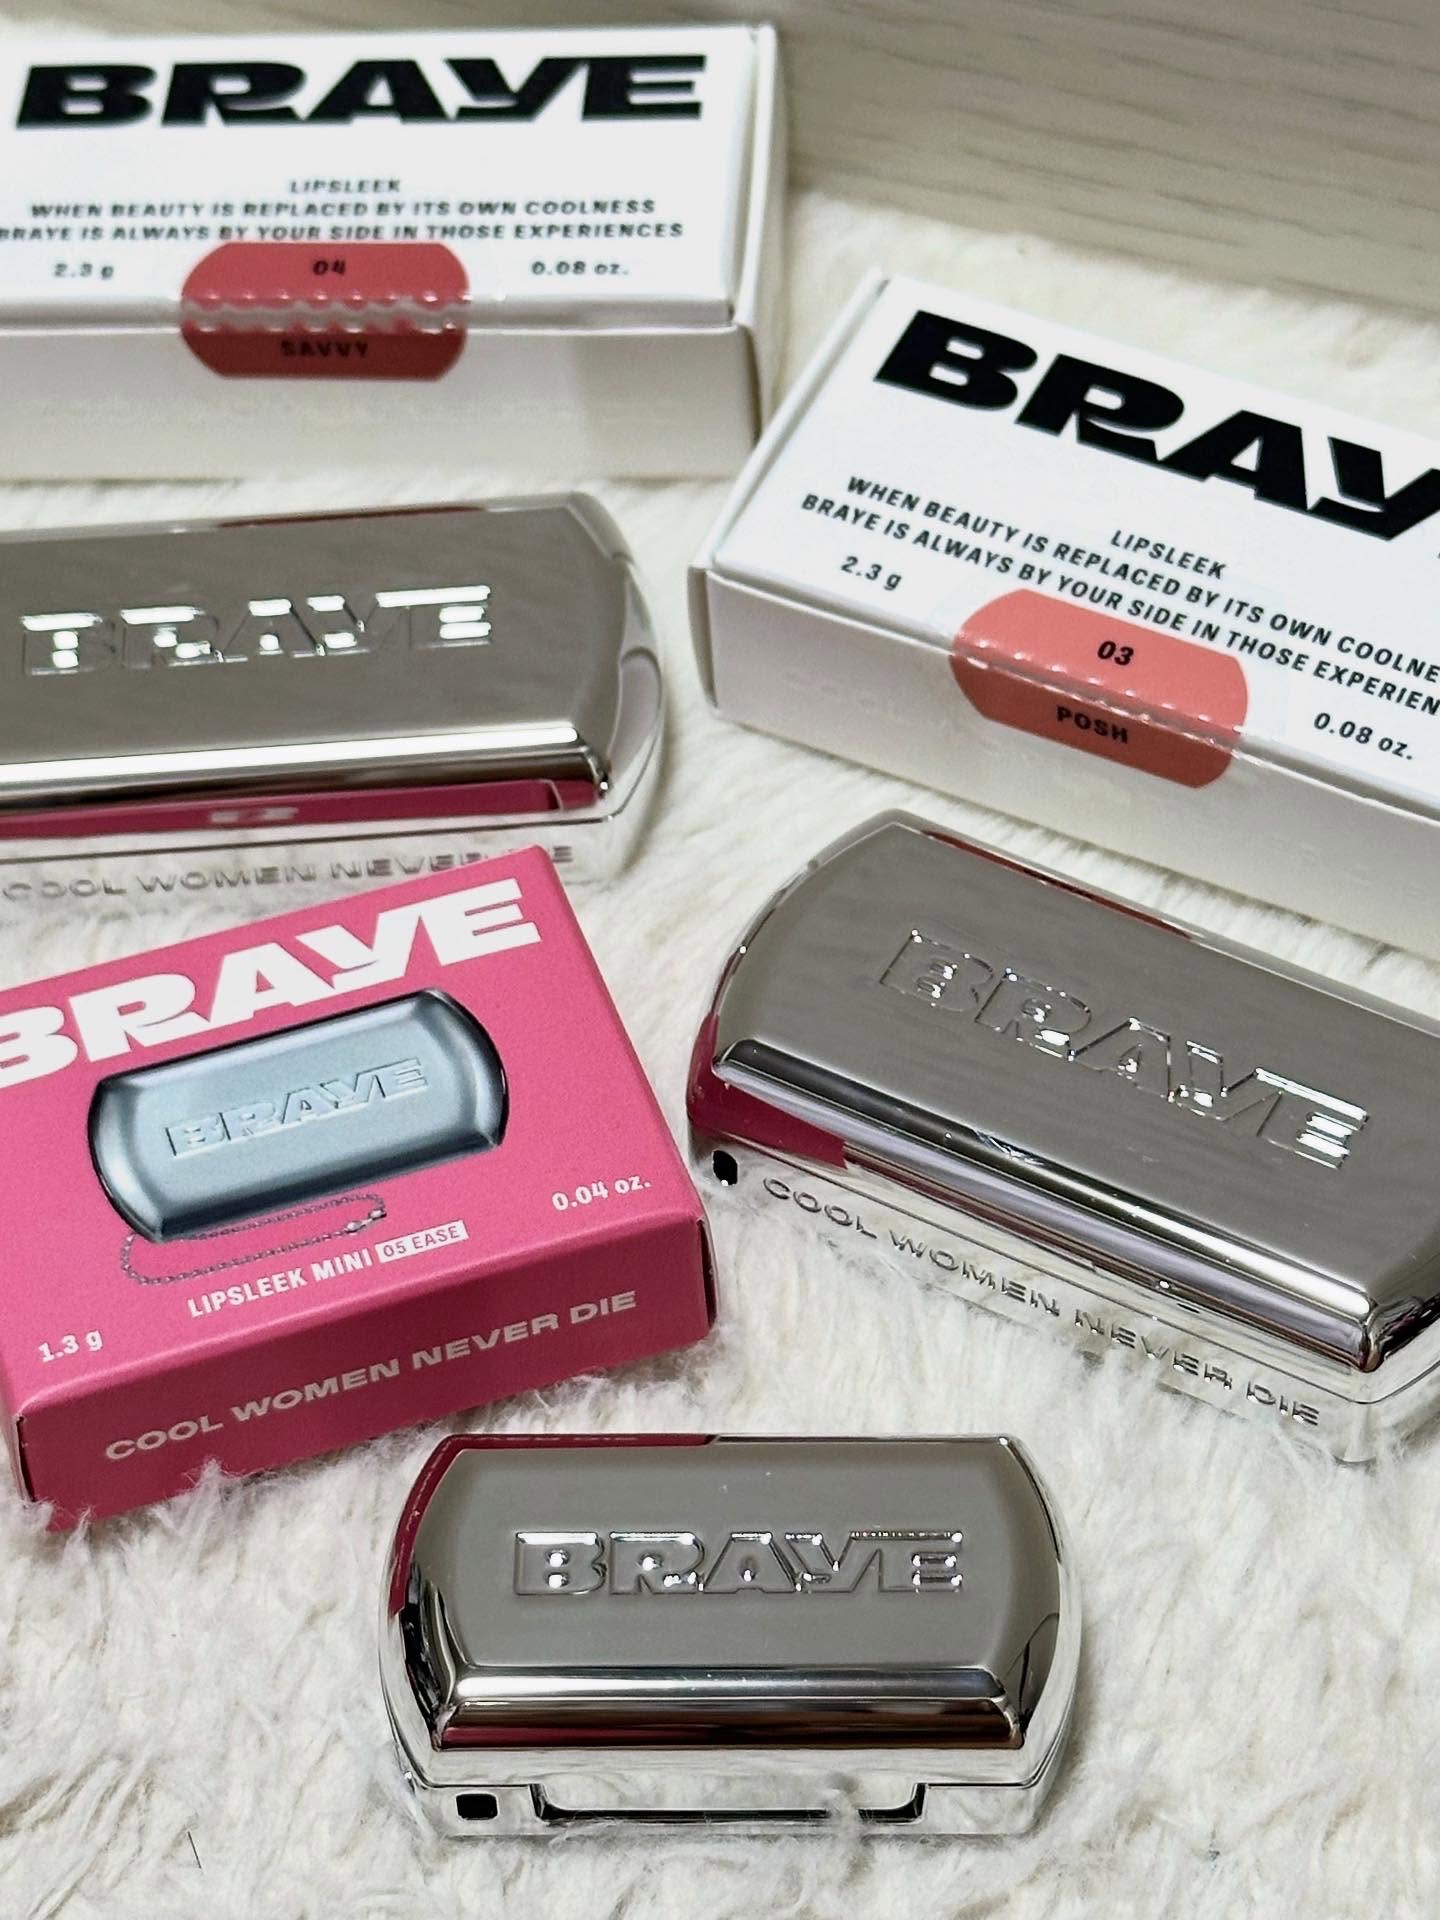 BRAYE
LIPSLEEK
WHEN BEAUTY IS REPLACED BY ITS OWN COOLNESS
BRAYE IS ALWAYS BY YOUR SIDE IN THOSE EXPERIENCES
2.3 g
04
0.08 oz.
SAVVY
BRAY
LIPSLEEK
WHEN BEAUTY IS REPLACED BY ITS OWN COOLNE
BRAYE IS ALWAYS BY YOUR SIDE IN THOSE EXPERIEN
2.3 g
03
0.08 oz.
POSH
BRAYE
COOL WOMEN NEVER DIE
BRAYE
BRAYE
0.04 oz.
LIPSLEEK MINI 05 EASE
1.3 g
COOL WOMEN NEVER DIE
BRAYE
COOL WOMEN NEVER DIE
BRAYE